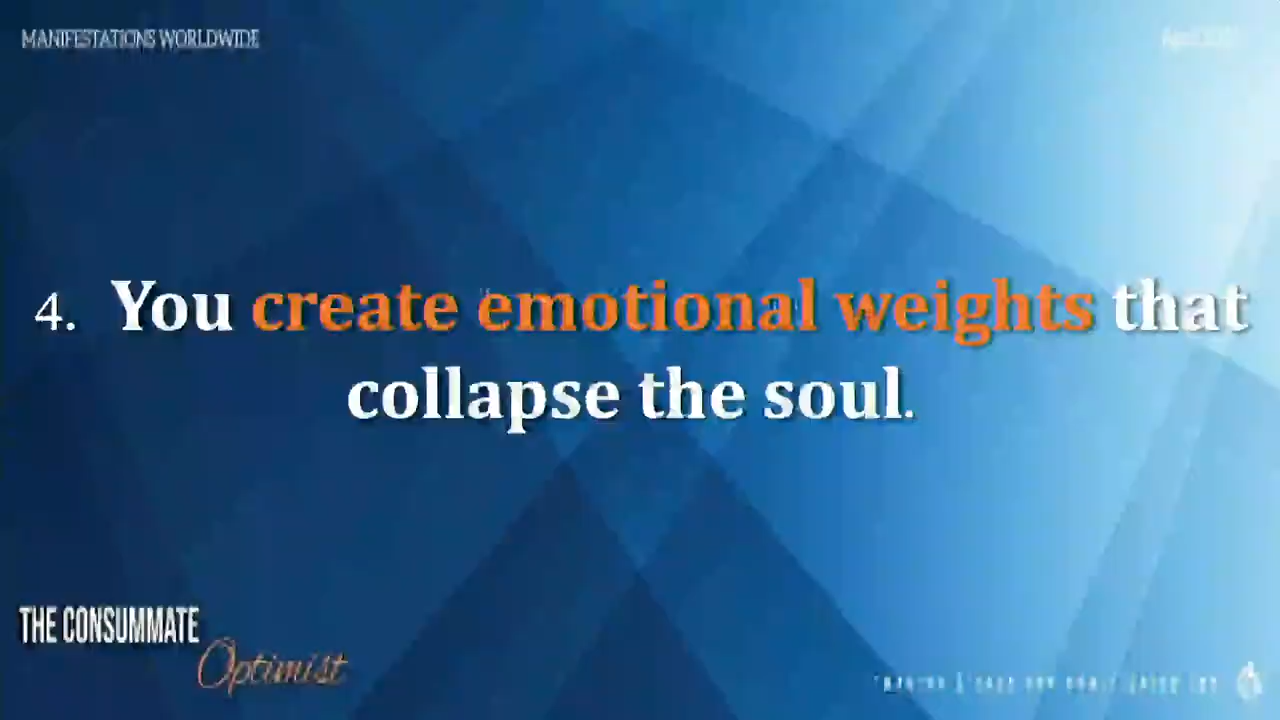 MANIFESTATIONS WORLDWIDE
4. You create emotional weights that
collapse the soul.
THE CONSUMMATE
Optimist